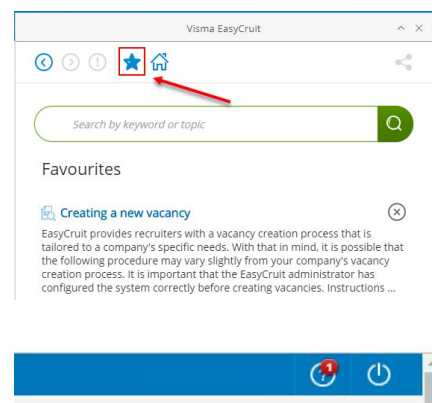 Visma EasyCruit
Search by keyword or topic
Favourites
Creating a new vacancy
EasyCruit provides recruiters with a vacancy creation process that is
tailored to a company's specific needs. With that in mind, it is possible that
the following procedure may vary slightly from your company's vacancy
creation process. It is important that the EasyCruit administrator has
configured the system correctly before creating vacancies. Instructions ...
1
?